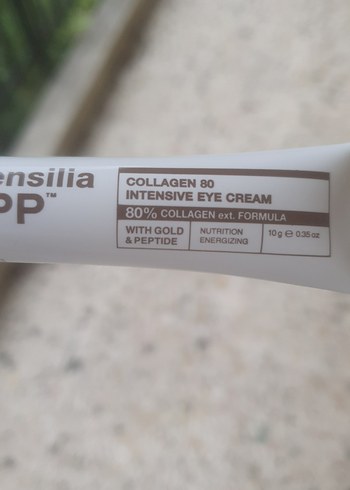 ensilia
PP™
COLLAGEN 80
INTENSIVE EYE CREAM
80% COLLAGEN ext. FORMULA
WITH GOLD
& PEPTIDE
NUTRITION
ENERGIZING
10g ℮ 0.35 oz